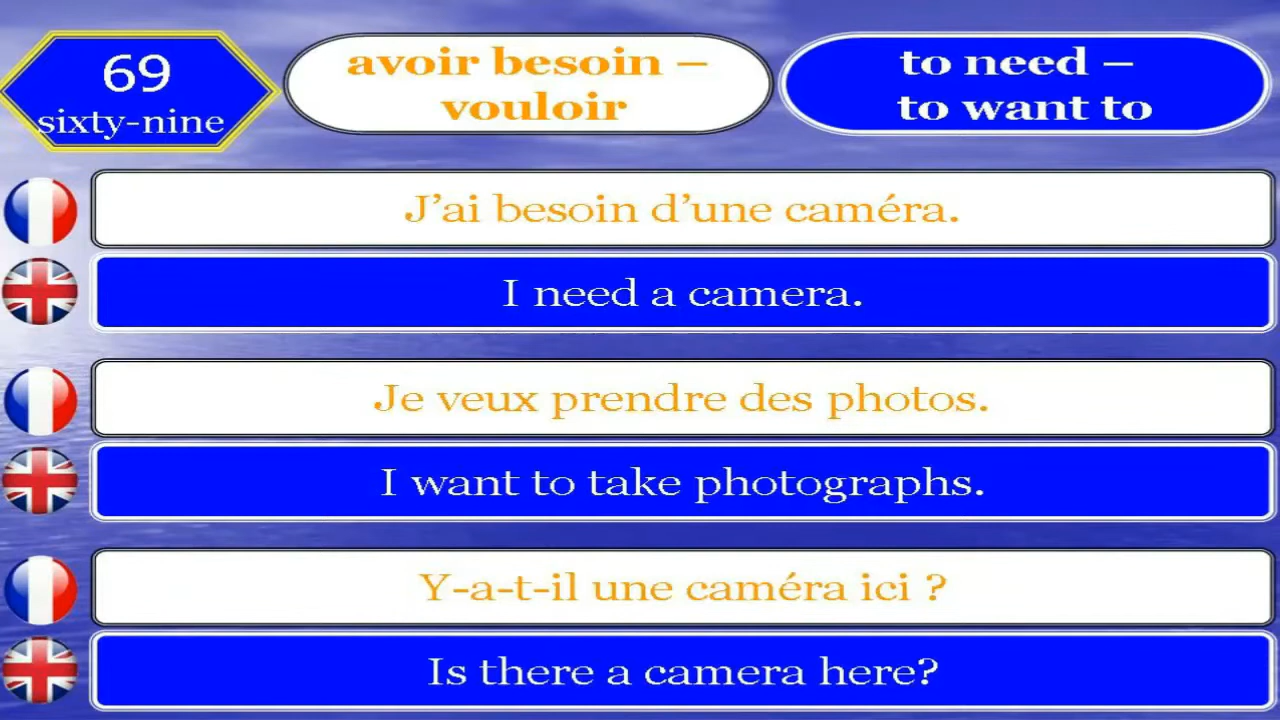 69
sixty-nine
avoir besoin –
vouloir
to need –
to want to
J’ai besoin d’une caméra.
I need a camera.
Je veux prendre des photos.
I want to take photographs.
Y-a-t-il une caméra ici ?
Is there a camera here?